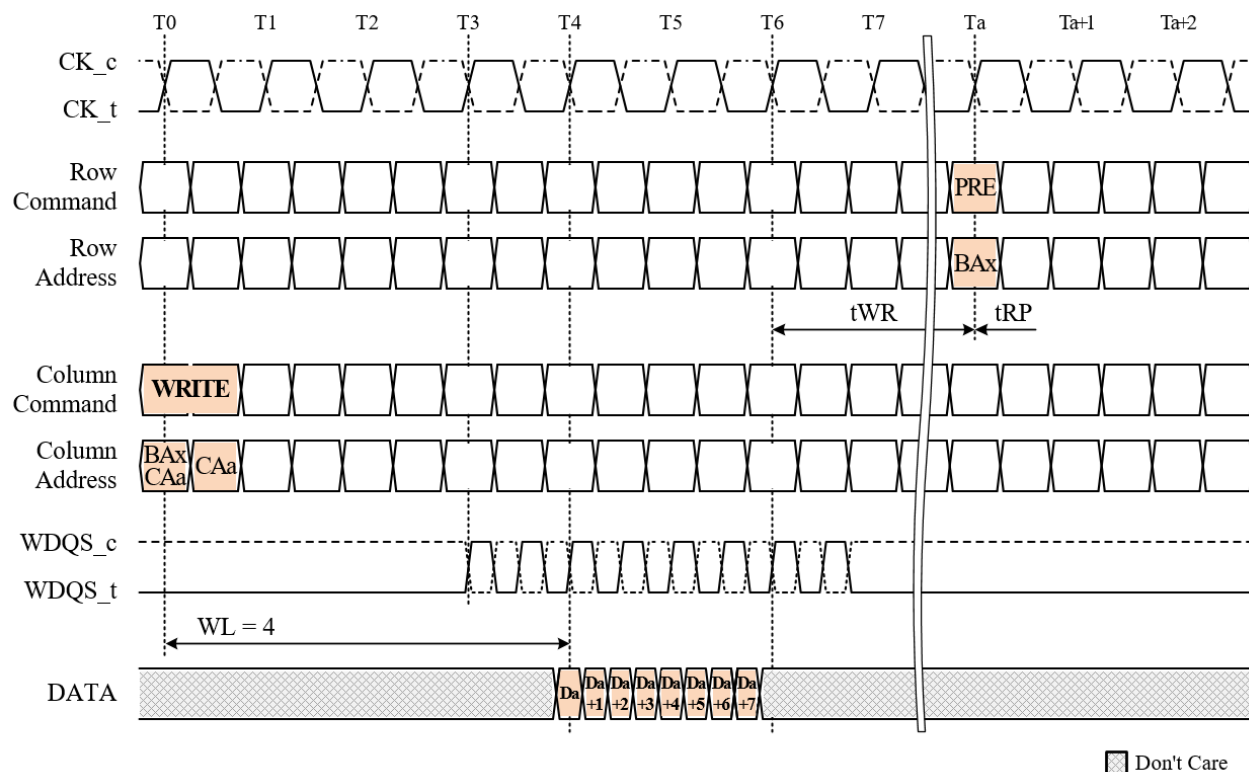 T0 T1 T2 T3 T4 T5 T6 T7 Ta Ta+1 Ta+2
CK_c
CK_t
Row
Command
PRE
Row
Address
BAx
tWR tRP
Column
Command
WRITE
Column
Address
BAx
CAa
CAa
WDQS_c
WDQS_t
WL = 4
DATA
Da
Da
+1
Da
+2
Da
+3
Da
+4
Da
+5
Da
+6
Da
+7
Don't Care